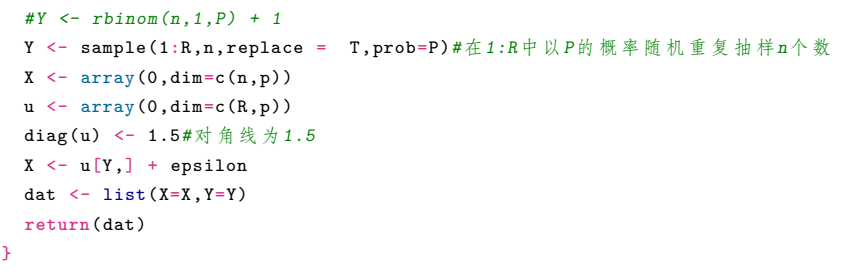 #Y <- rbinom(n,1,P) + 1
Y <- sample(1:R,n,replace =  T,prob=P)#在1:R中以P的概率随机重复抽样n个数
X <- array(0,dim=c(n,p))
u <- array(0,dim=c(R,p))
diag(u) <- 1.5#对角线为1.5
X <- u[Y,] + epsilon
dat <- list(X=X,Y=Y)
return(dat)
}